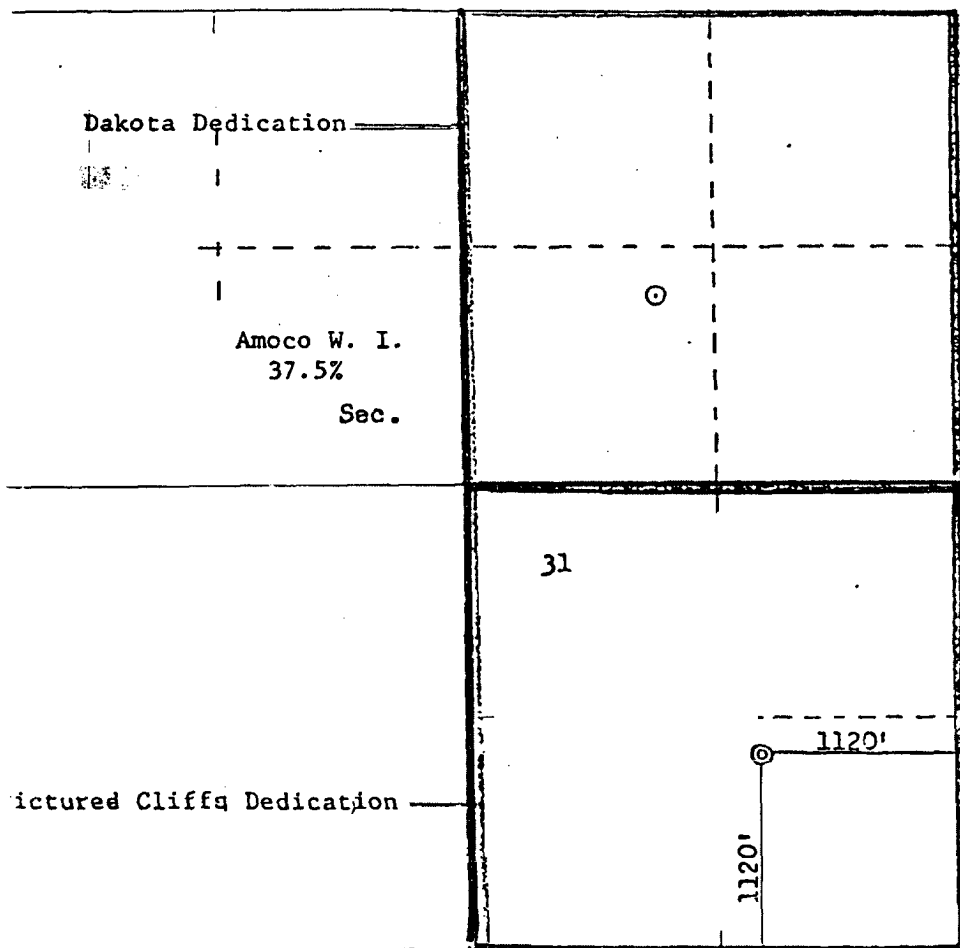 Dakota Dedication
Amoco W. I.
37.5%
Sec.
31
1120'
ictured Cliffs Dedication
1120'